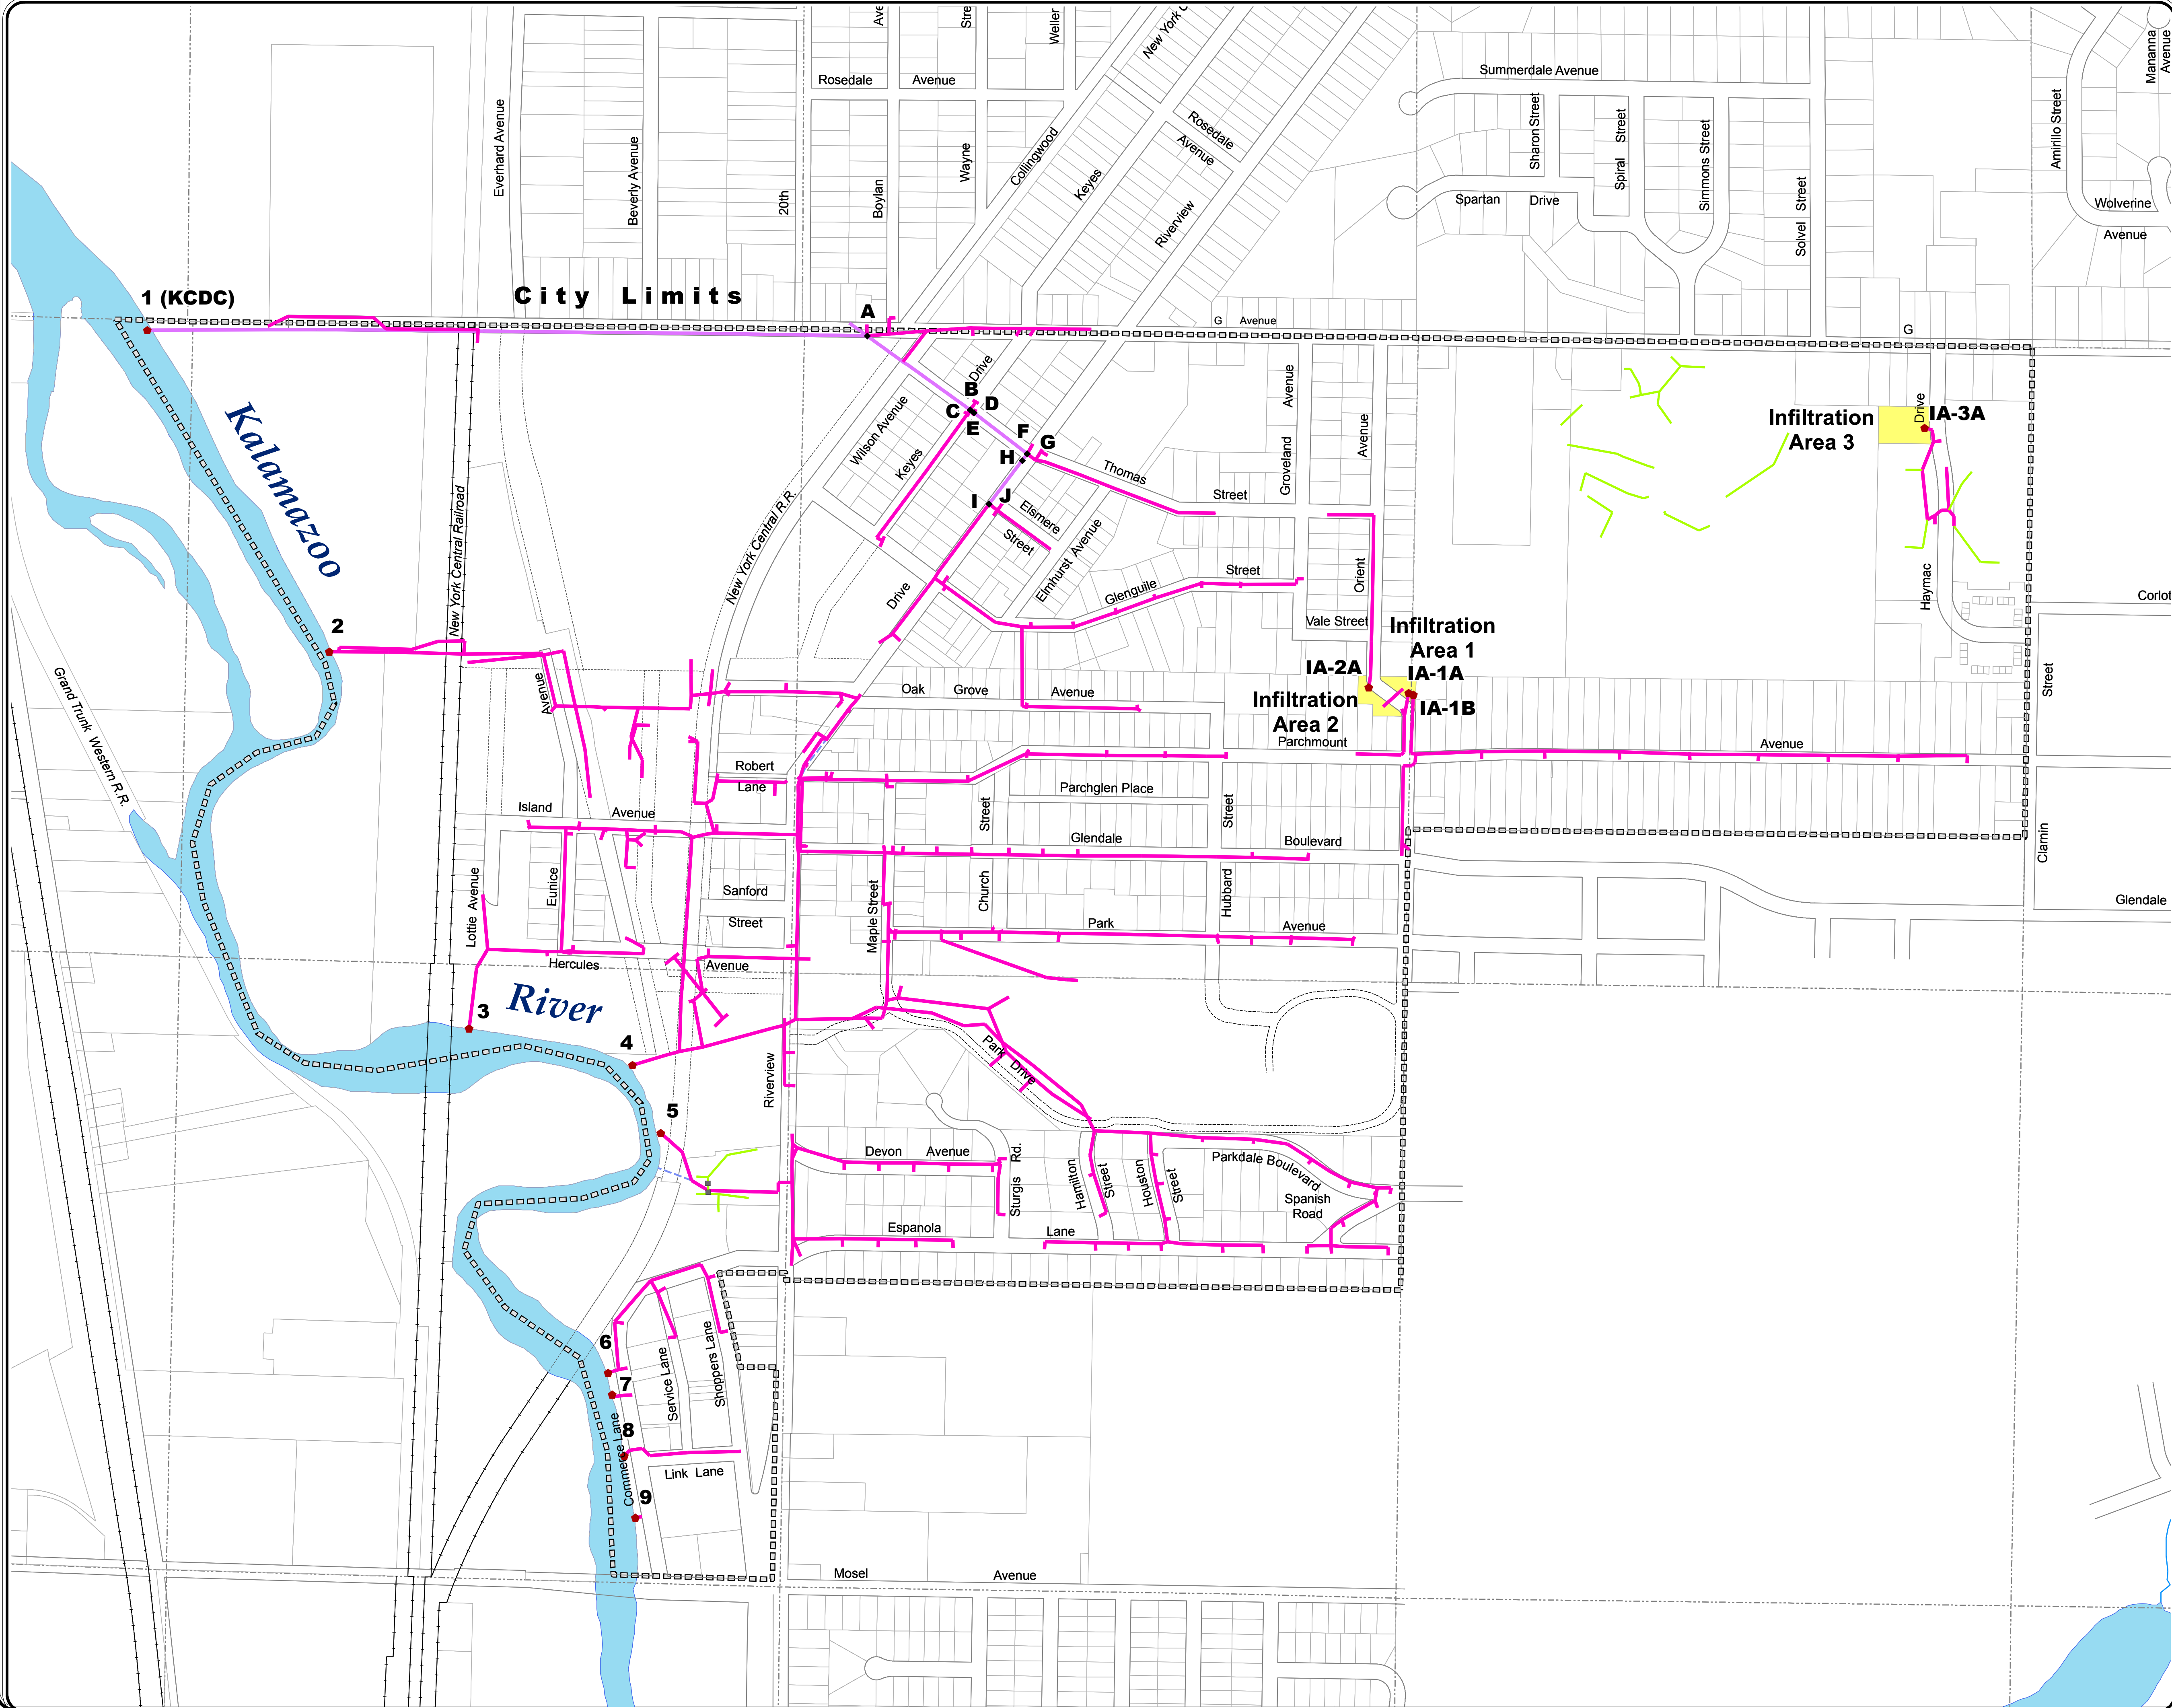 Ave
Stre
Weller
New York C
Mananna
Avenue
Rosedale Avenue
Summerdale Avenue
Everhard Avenue
Beverly Avenue
20th
Boylan
Wayne
Collingwood
Keyes
Rosedale
Avenue
Riverview
Sharon Street
Spiral Street
Simmons Street
Solvel Street
Amirillo Street
Spartan Drive
Wolverine
Avenue
1 (KCDC)
City Limits
A
G Avenue
G
Kalamazoo
Drive
B
C
D
E
F
G
H
Wilson Avenue
Keyes
Groveland
Avenue
Avenue
Infiltration
Area 3
Drive
IA-3A
Thomas
Street
I
J
Elsmere
Street
New York Central Railroad
New York Central R.R.
Elmhurst Avenue
Glenguile
Street
Orient
Haymac
Drive
Corlot
Vale Street
2
Infiltration
Area 1
IA-2A
IA-1A
IA-1B
Infiltration
Area 2
Grand Trunk Western R.R.
Avenue
Oak Grove Avenue
Street
Parchmount
Avenue
Robert
Lane
Parchglen Place
Island
Avenue
Street
Street
Glendale
Boulevard
Clamin
Lottie Avenue
Eunice
Sanford
Street
Maple Street
Church
Hubbard
Park
Avenue
Glendale
Hercules
Avenue
River
3
4
Park
Drive
Riverview
5
Devon Avenue
Sturgis Rd.
Hamilton
Street
Houston
Street
Parkdale Boulevard
Spanish
Road
Espanola
Lane
6
7
8
9
Service Lane
Shoppers Lane
Commerce Lane
Link Lane
Mosel
Avenue